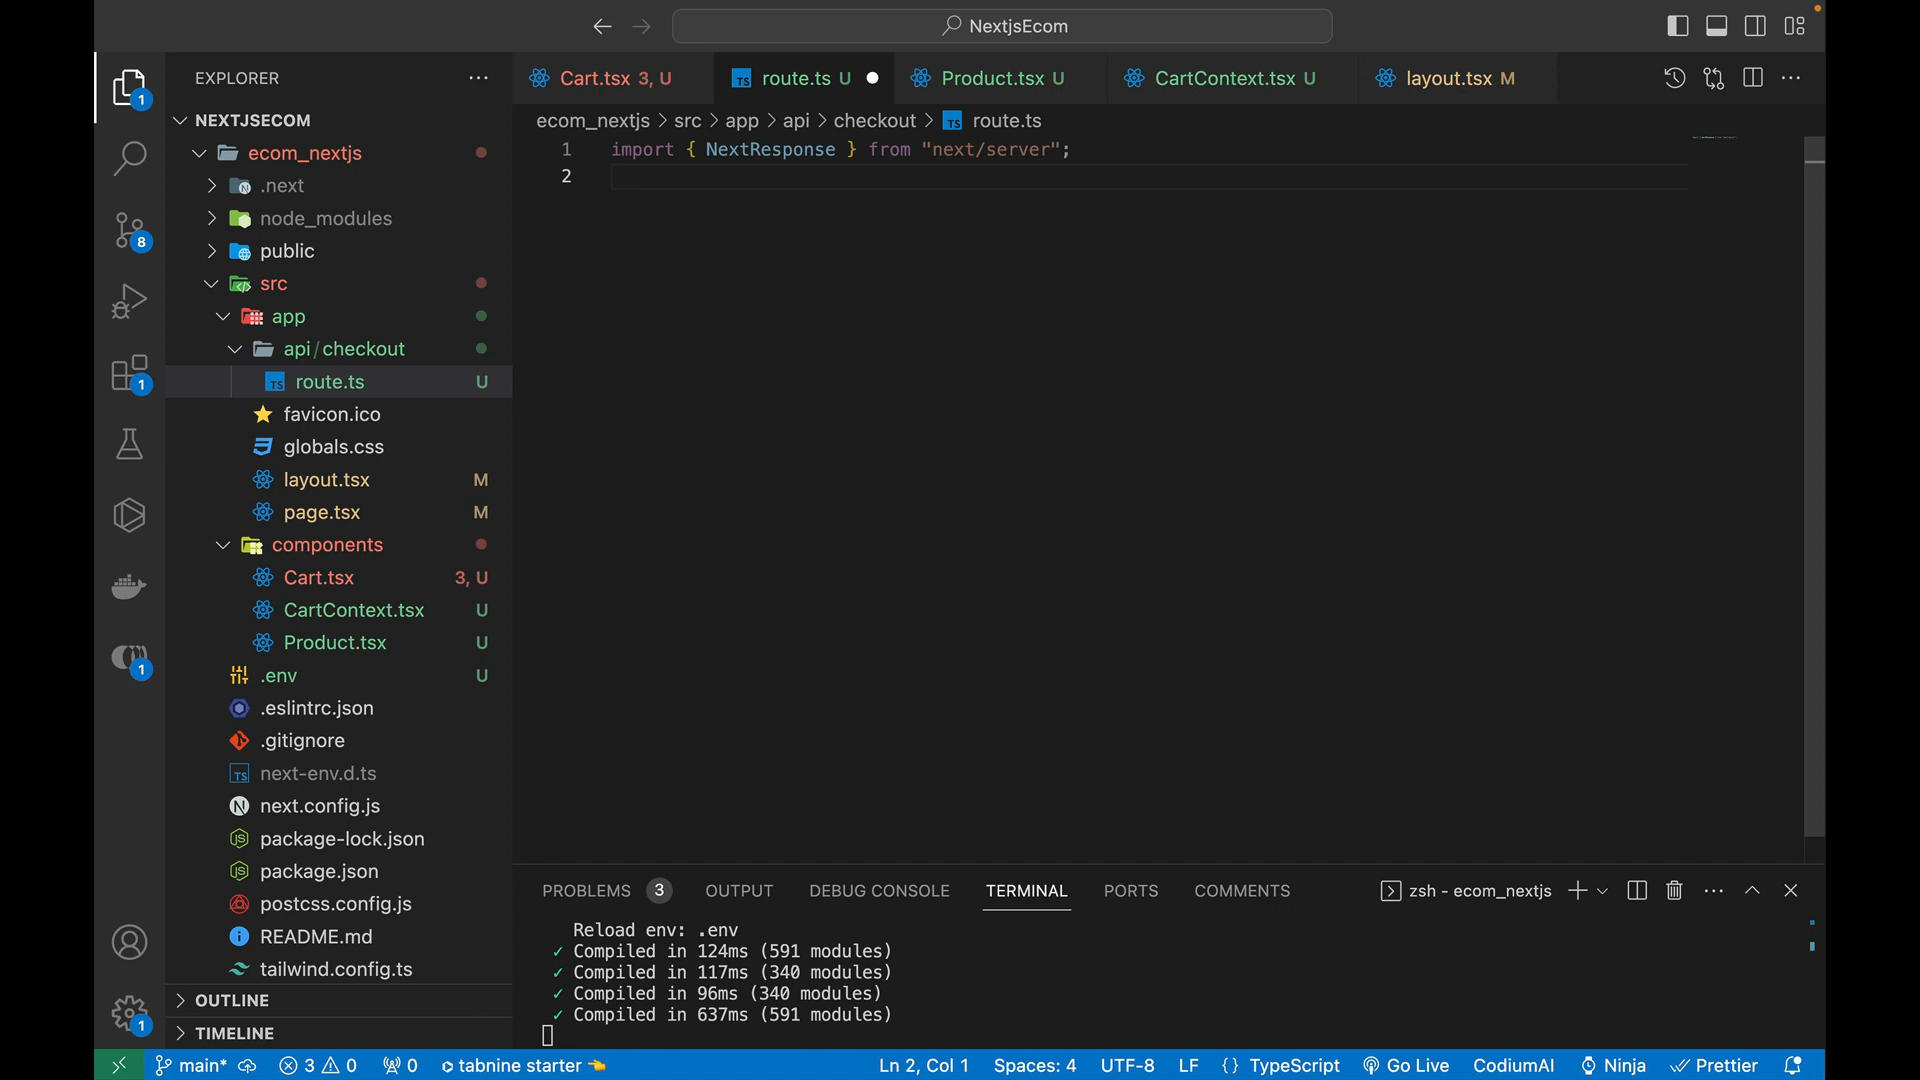 NextjsEcom
EXPLORER
NEXTJSECOM
ecom_nextjs
.next
node_modules
public
src
app
api/checkout
route.ts U
favicon.ico
globals.css
layout.tsx M
page.tsx M
components
Cart.tsx 3, U
CartContext.tsx U
Product.tsx U
.env U
.eslintrc.json
.gitignore
next-env.d.ts
next.config.js
package-lock.json
package.json
postcss.config.js
README.md
tailwind.config.ts
OUTLINE
TIMELINE
1
8
1
1
1
Cart.tsx 3, U
TS route.ts U
Product.tsx U
CartContext.tsx U
layout.tsx M
ecom_nextjs > src > app > api > checkout > TS route.ts
1 import { NextResponse } from "next/server";
2
PROBLEMS 3 OUTPUT DEBUG CONSOLE TERMINAL PORTS COMMENTS zsh - ecom_nextjs
Reload env: .env
✓ Compiled in 124ms (591 modules)
✓ Compiled in 117ms (340 modules)
✓ Compiled in 96ms (340 modules)
✓ Compiled in 637ms (591 modules)
main* 3 0 0 tabnine starter Ln 2, Col 1 Spaces: 4 UTF-8 LF {} TypeScript Go Live CodiumAI Ninja Prettier